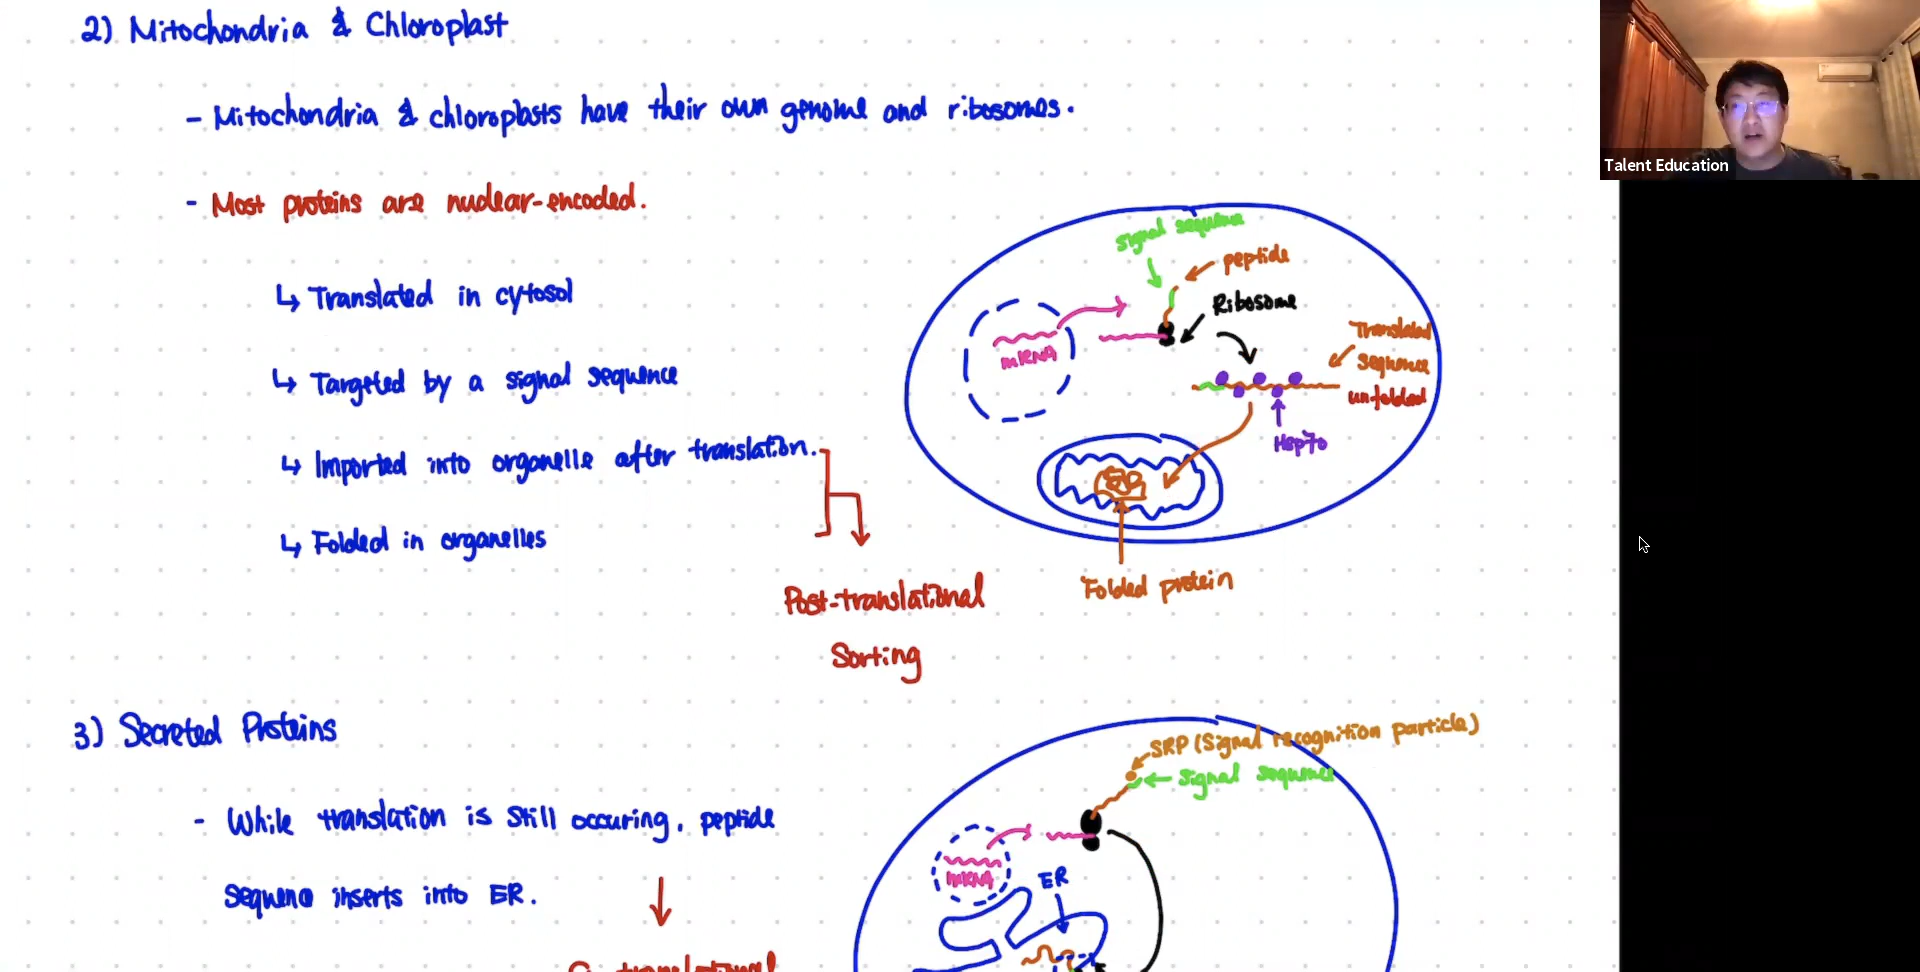 2) Mitochondria & Chloroplast
- Mitochondria & chloroplasts have their own genome and ribosomes.
- Most proteins are nuclear-encoded.
↳ Translated in cytosol
↳ Targeted by a signal sequence
↳ Imported into organelle after translation.
↳ Folded in organelles
Post-translational
Sorting
signal sequence
peptide
Ribosome
mRNA
Translated
sequence
unfolded
Hsp70
Folded protein
3) Secreted Proteins
- While translation is still occuring, peptide
sequence inserts into ER.
SRP (Signal recognition particle)
signal sequence
mRNA
ER
Talent Education